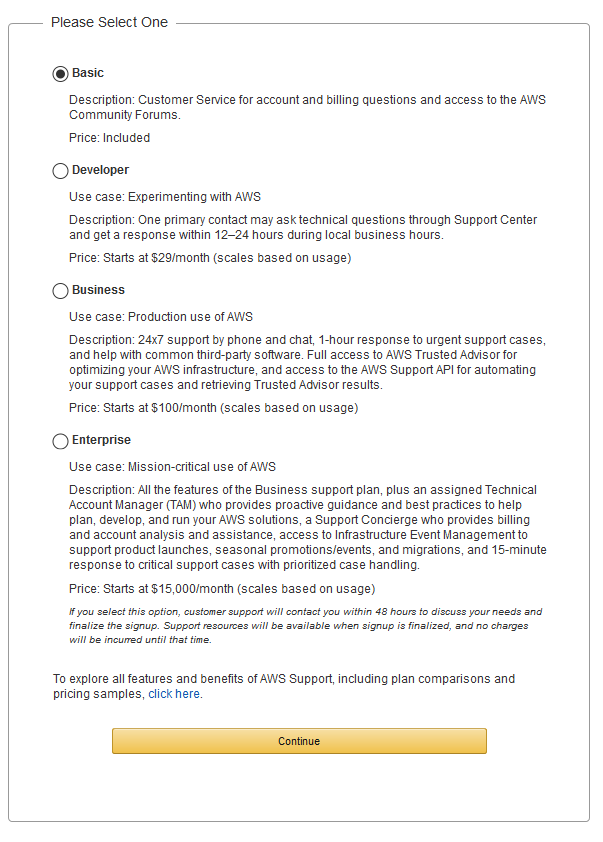 Please Select One
Basic
Description: Customer Service for account and billing questions and access to the AWS
Community Forums.
Price: Included
Developer
Use case: Experimenting with AWS
Description: One primary contact may ask technical questions through Support Center
and get a response within 12–24 hours during local business hours.
Price: Starts at $29/month (scales based on usage)
Business
Use case: Production use of AWS
Description: 24x7 support by phone and chat, 1-hour response to urgent support cases,
and help with common third-party software. Full access to AWS Trusted Advisor for
optimizing your AWS infrastructure, and access to the AWS Support API for automating
your support cases and retrieving Trusted Advisor results.
Price: Starts at $100/month (scales based on usage)
Enterprise
Use case: Mission-critical use of AWS
Description: All the features of the Business support plan, plus an assigned Technical
Account Manager (TAM) who provides proactive guidance and best practices to help
plan, develop, and run your AWS solutions, a Support Concierge who provides billing
and account analysis and assistance, access to Infrastructure Event Management to
support product launches, seasonal promotions/events, and migrations, and 15-minute
response to critical support cases with prioritized case handling.
Price: Starts at $15,000/month (scales based on usage)
If you select this option, customer support will contact you within 48 hours to discuss your needs and
finalize the signup. Support resources will be available when signup is finalized, and no charges
will be incurred until that time.
To explore all features and benefits of AWS Support, including plan comparisons and
pricing samples, click here.
Continue